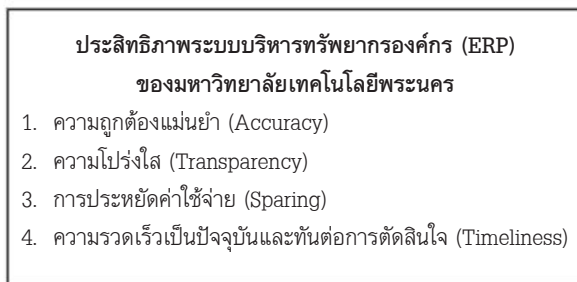 ประสิทธิภาพระบบบริหารทรัพยากรองค์กร (ERP)
ของมหาวิทยาลัยเทคโนโลยีพระนคร
1. ความถูกต้องแม่นยำ (Accuracy)
2. ความโปร่งใส (Transparency)
3. การประหยัดค่าใช้จ่าย (Sparing)
4. ความรวดเร็วเป็นปัจจุบันและทันต่อการตัดสินใจ (Timeliness)